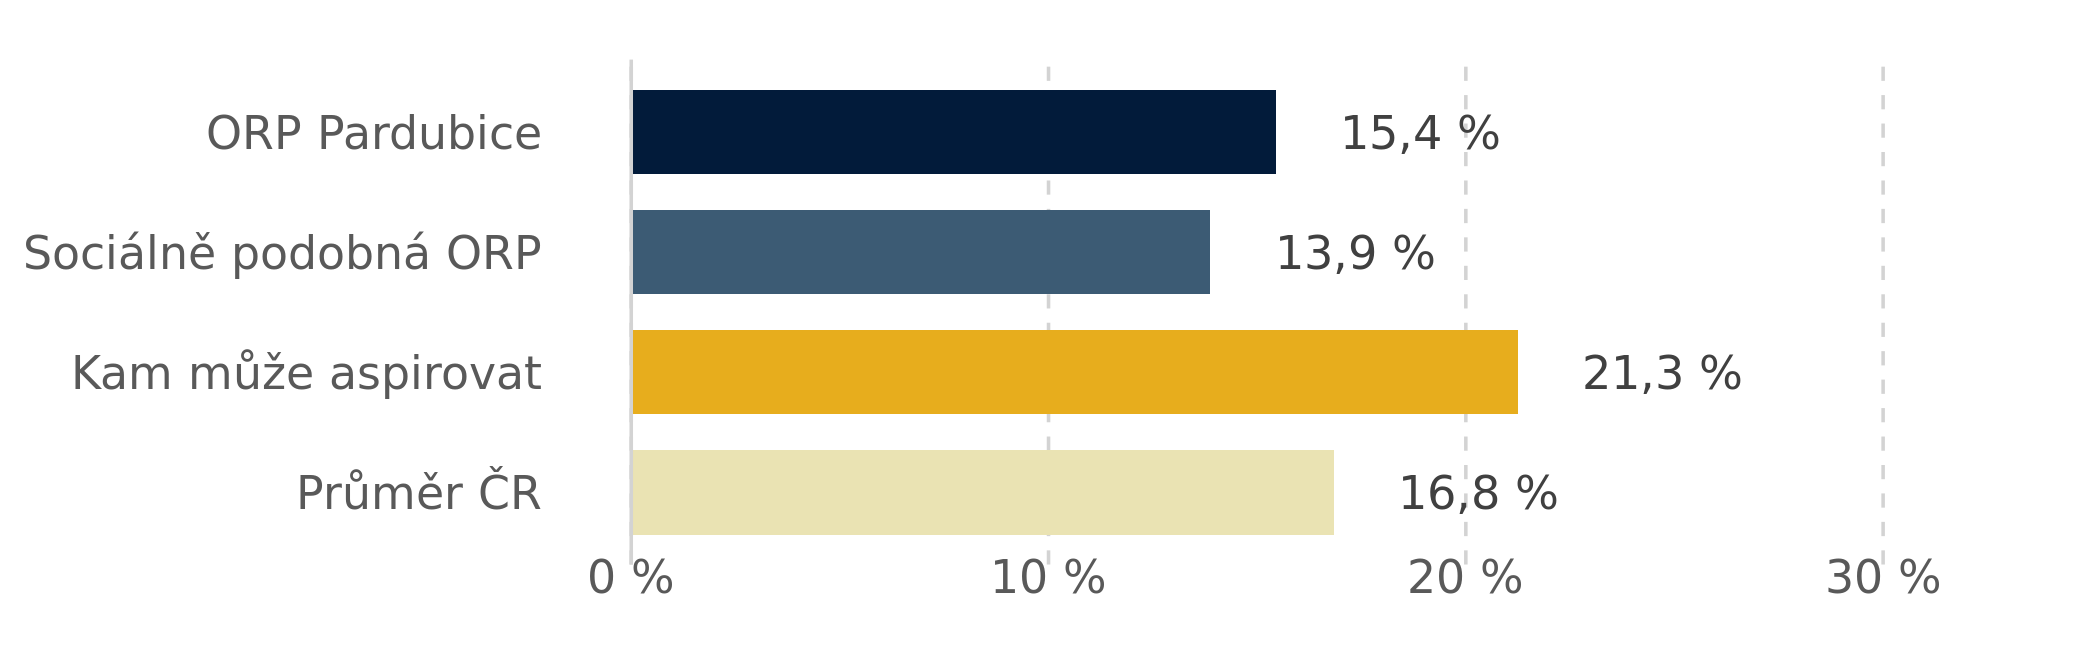 ORP Pardubice 15,4 %
Sociálně podobná ORP 13,9 %
Kam může aspirovat 21,3 %
Průměr ČR 16,8 %
0 % 10 % 20 % 30 %